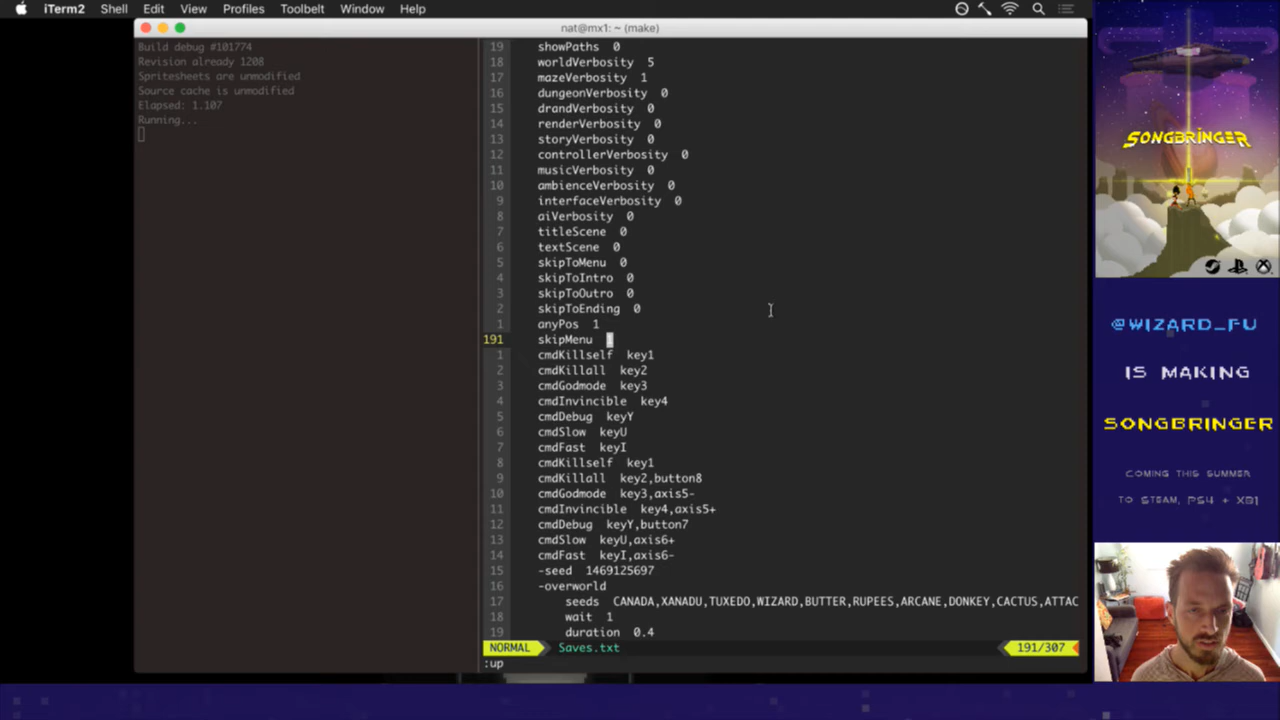 iTerm2 Shell Edit View Profiles Toolbelt Window Help
nat@mx1: ~ (make)
Build debug #101774
Revision already 1208
Spritesheets are unmodified
Source cache is unmodified
Elapsed: 1.107
Running...
19 showPaths 0
18 worldVerbosity 5
17 mazeVerbosity 1
16 dungeonVerbosity 0
15 drandVerbosity 0
14 renderVerbosity 0
13 storyVerbosity 0
12 controllerVerbosity 0
11 musicVerbosity 0
10 ambienceVerbosity 0
9 interfaceVerbosity 0
8 aiVerbosity 0
7 titleScene 0
6 textScene 0
5 skipToMenu 0
4 skipToIntro 0
3 skipToOutro 0
2 skipToEnding 0
1 anyPos 1
191 skipMenu 1
1 cmdKillself key1
2 cmdKillall key2
3 cmdGodmode key3
4 cmdInvincible key4
5 cmdDebug keyY
6 cmdSlow keyU
7 cmdFast keyI
8 cmdKillself key1
9 cmdKillall key2,button8
10 cmdGodmode key3,axis5-
11 cmdInvincible key4,axis5+
12 cmdDebug keyY,button7
13 cmdSlow keyU,axis6+
14 cmdFast keyI,axis6-
15 -seed 1469125697
16 -overworld
17 seeds CANADA,XANADU,TUXEDO,WIZARD,BUTTER,RUPEES,ARCANE,DONKEY,CACTUS,ATTAC
18 wait 1
19 duration 0.4
NORMAL Saves.txt 191/307
:up
SONGBRINGER
@WIZARD_FU
IS MAKING
SONGBRINGER
COMING THIS SUMMER
TO STEAM, PS4 + XB1